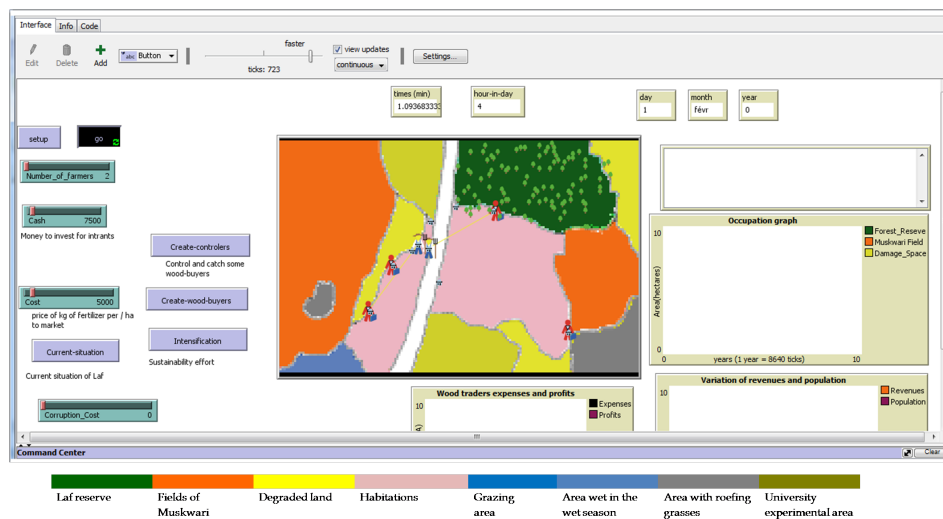 Interface Info Code
Edit Delete Add abc Button faster view updates
continuous Settings...
ticks: 723
times (min) hour-in-day day month year
1.093683333 4 1 févr 0
setup go
Number_of_farmers 2
Cash 7500
Money to invest for intrants
Create-controlers
Control and catch some
wood-buyers
Cost 5000
price of kg of fertilizer per / ha
to market
Create-wood-buyers
Current-situation
Current situation of Laf
Intensification
Sustainability effort
Corruption_Cost 0
Occupation graph
10
Area(hectares)
0
0 years (1 year = 8640 ticks) 10
Forest_Reseve
Muskwari Field
Damage_Space
Wood traders expenses and profits
10
Expenses
Profits
Variation of revenues and population
10
Revenues
Population
Command Center Clear
Laf reserve
Fields of
Muskwari
Degraded land
Habitations
Grazing
area
Area wet in the
wet season
Area with roefing
grasses
University
experimental area